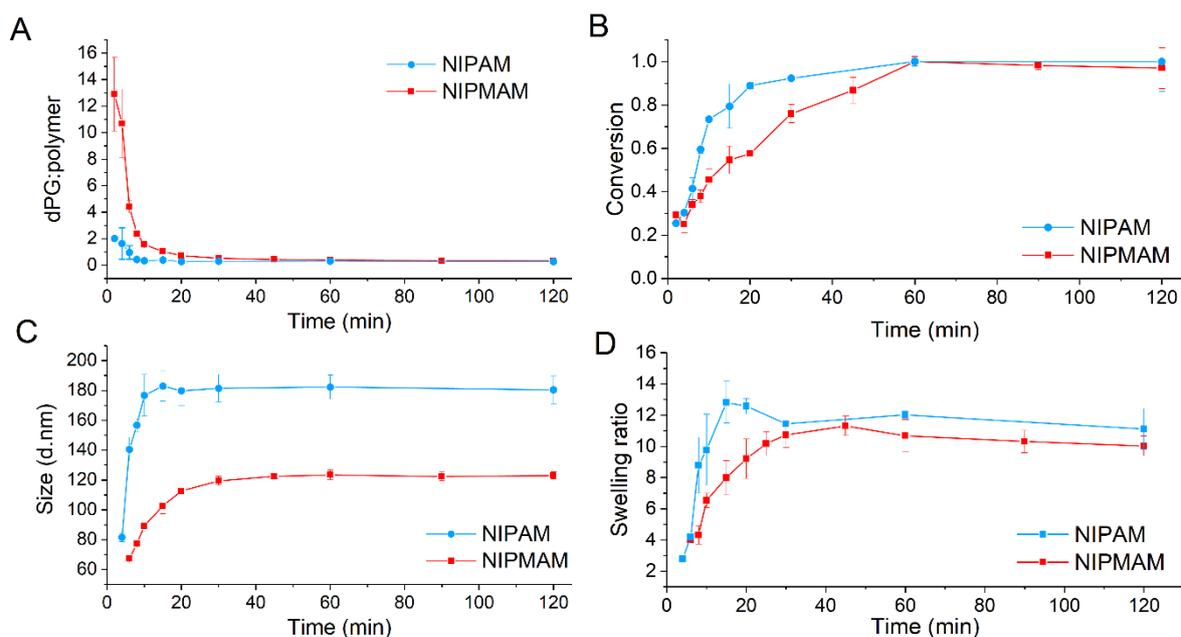 A
dPG:polymer
16
14
12
10
8
6
4
2
0
NIPAM
NIPMAM
0 20 40 60 80 100 120
Time (min)
B
Conversion
1.0
0.8
0.6
0.4
0.2
0.0
NIPAM
NIPMAM
0 20 40 60 80 100 120
Time (min)
C
Size (d.nm)
200
180
160
140
120
100
80
60
NIPAM
NIPMAM
0 20 40 60 80 100 120
Time (min)
D
Swelling ratio
16
14
12
10
8
6
4
2
NIPAM
NIPMAM
0 20 40 60 80 100 120
Time (min)